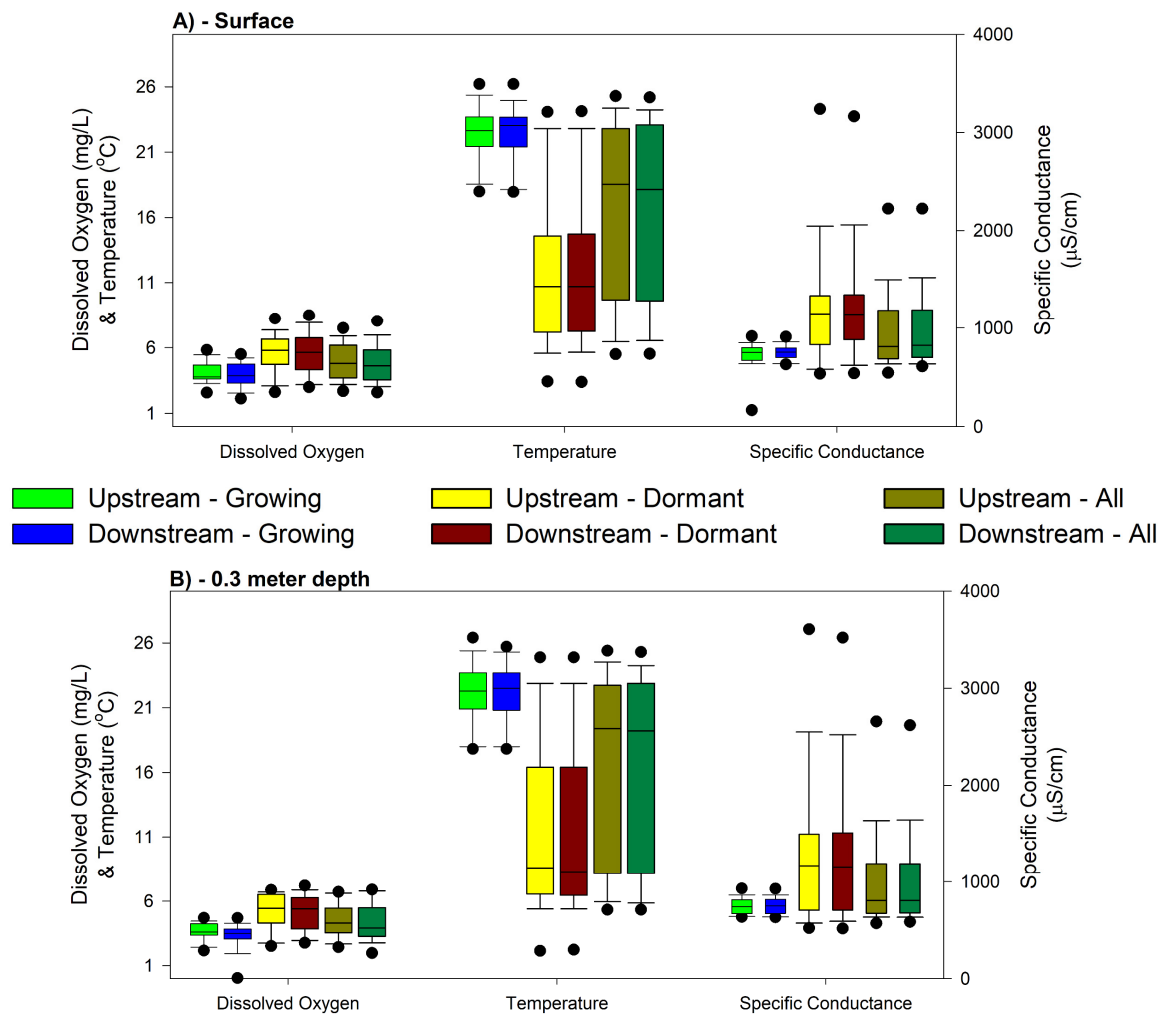 A) - Surface
Dissolved Oxygen (mg/L)
& Temperature (°C)
26
21
16
11
6
1
4000
3000
2000
1000
0
Specific Conductance
(µS/cm)
Dissolved Oxygen
Temperature
Specific Conductance
Upstream - Growing
Upstream - Dormant
Upstream - All
Downstream - Growing
Downstream - Dormant
Downstream - All
B) - 0.3 meter depth
Dissolved Oxygen (mg/L)
& Temperature (°C)
26
21
16
11
6
1
4000
3000
2000
1000
0
Specific Conductance
(µS/cm)
Dissolved Oxygen
Temperature
Specific Conductance